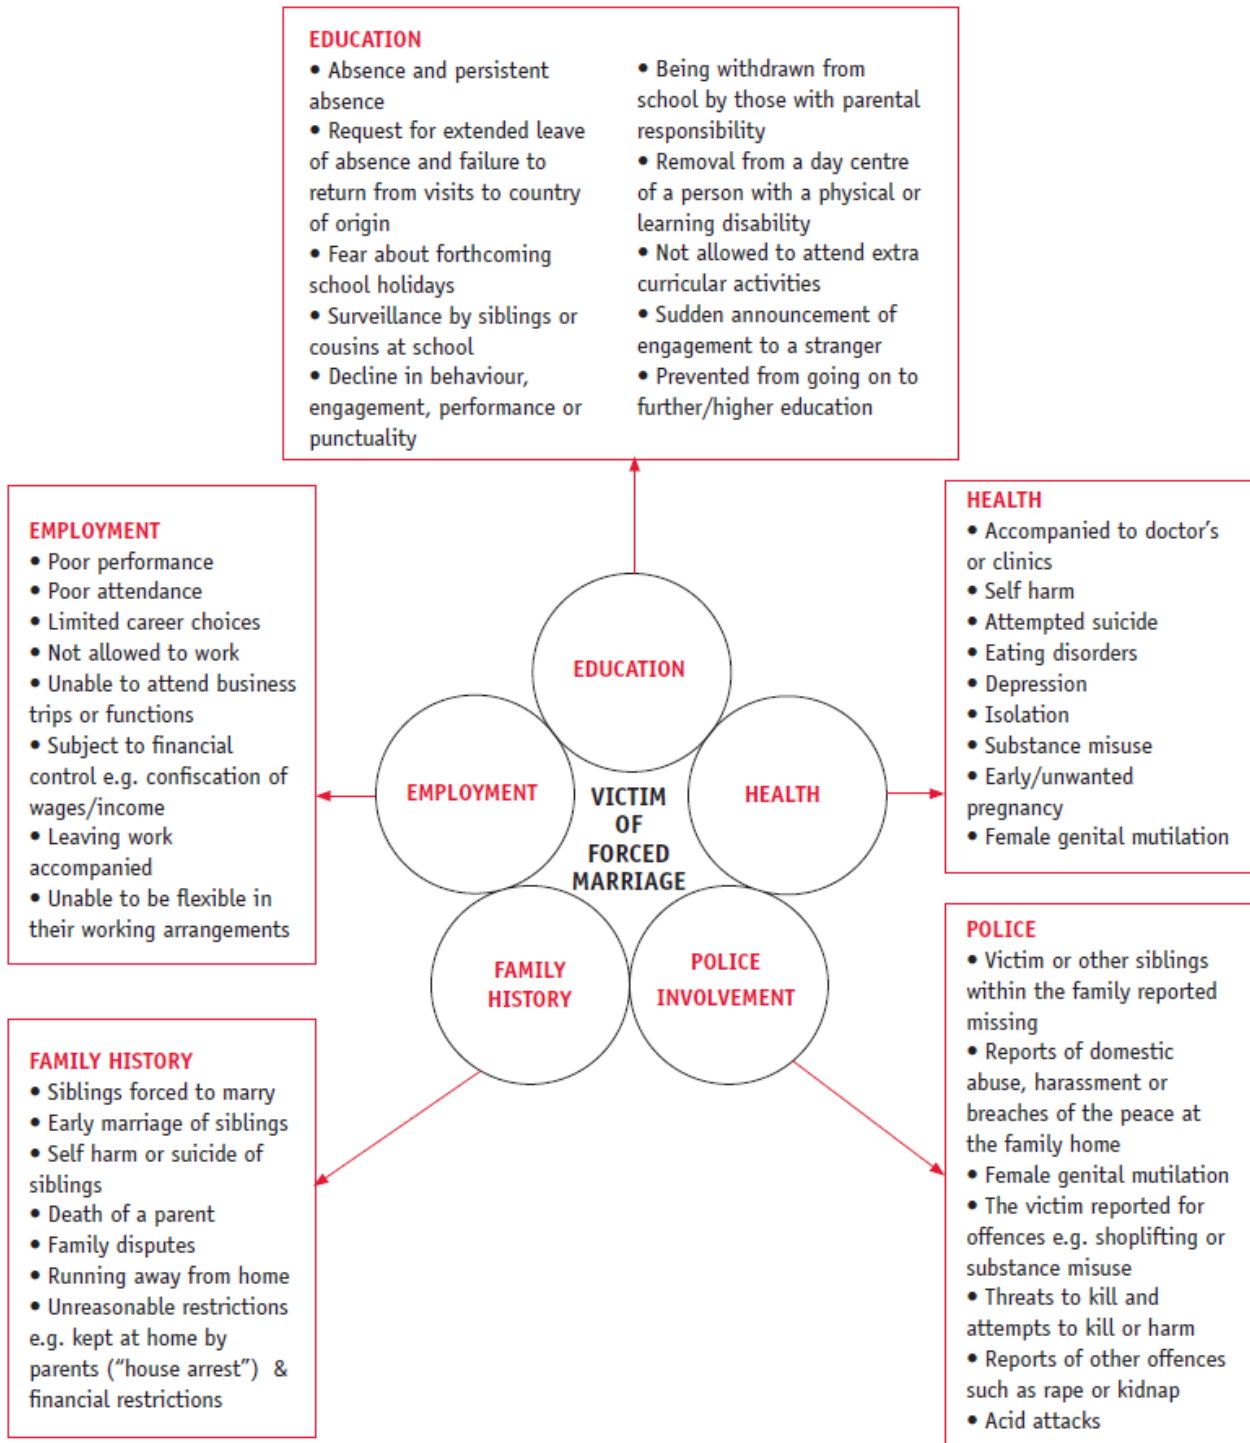 EDUCATION
• Absence and persistent
absence
• Request for extended leave
of absence and failure to
return from visits to country
of origin
• Fear about forthcoming
school holidays
• Surveillance by siblings or
cousins at school
• Decline in behaviour,
engagement, performance or
punctuality
• Being withdrawn from
school by those with parental
responsibility
• Removal from a day centre
of a person with a physical or
learning disability
• Not allowed to attend extra
curricular activities
• Sudden announcement of
engagement to a stranger
• Prevented from going on to
further/higher education
EMPLOYMENT
• Poor performance
• Poor attendance
• Limited career choices
• Not allowed to work
• Unable to attend business
trips or functions
• Subject to financial
control e.g. confiscation of
wages/income
• Leaving work
accompanied
• Unable to be flexible in
their working arrangements
EDUCATION
EMPLOYMENT
VICTIM
OF
FORCED
MARRIAGE
HEALTH
FAMILY
HISTORY
POLICE
INVOLVEMENT
HEALTH
• Accompanied to doctor's
or clinics
• Self harm
• Attempted suicide
• Eating disorders
• Depression
• Isolation
• Substance misuse
• Early/unwanted
pregnancy
• Female genital mutilation
FAMILY HISTORY
• Siblings forced to marry
• Early marriage of siblings
• Self harm or suicide of
siblings
• Death of a parent
• Family disputes
• Running away from home
• Unreasonable restrictions
e.g. kept at home by
parents (“house arrest”) &
financial restrictions
POLICE
• Victim or other siblings
within the family reported
missing
• Reports of domestic
abuse, harassment or
breaches of the peace at
the family home
• Female genital mutilation
• The victim reported for
offences e.g. shoplifting or
substance misuse
• Threats to kill and
attempts to kill or harm
• Reports of other offences
such as rape or kidnap
• Acid attacks